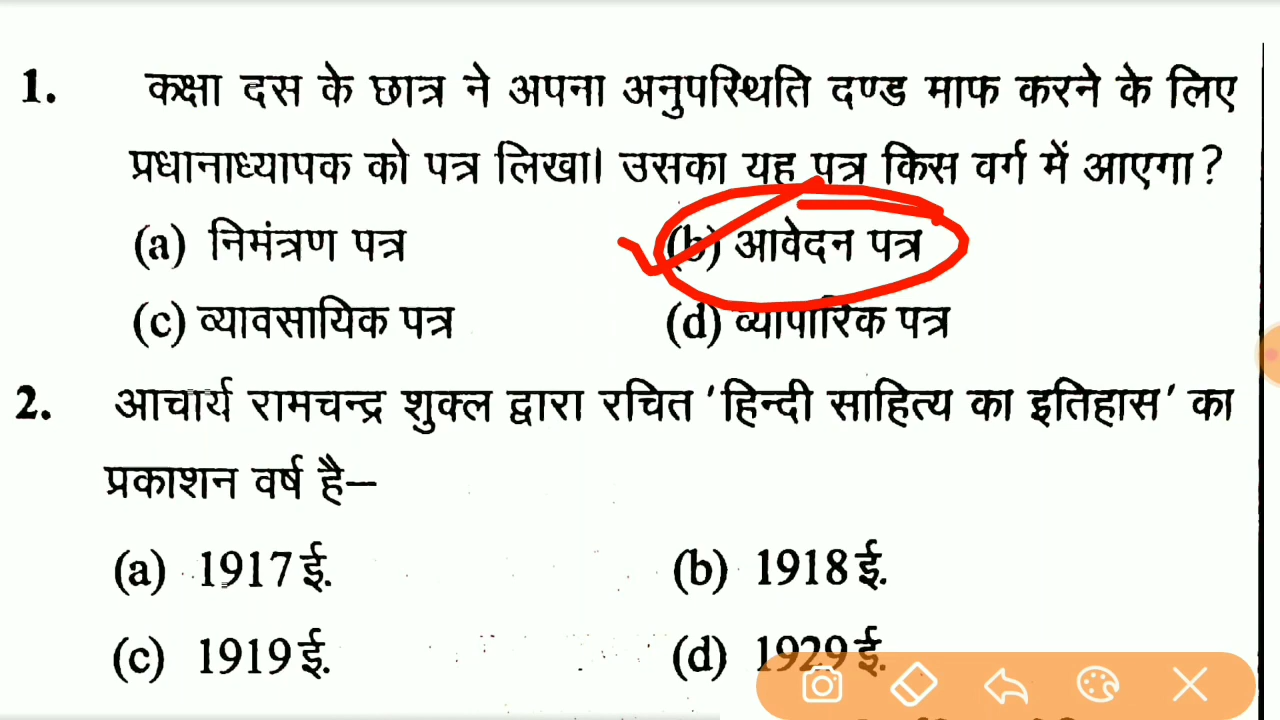 1. कक्षा दस के छात्र ने अपना अनुपस्थिति दण्ड माफ करने के लिए
प्रधानाध्यापक को पत्र लिखा। उसका यह पत्र किस वर्ग में आएगा?
(a) निमंत्रण पत्र (b) आवेदन पत्र
(c) व्यावसायिक पत्र (d) व्यापारिक पत्र
2. आचार्य रामचन्द्र शुक्ल द्वारा रचित 'हिन्दी साहित्य का इतिहास' का
प्रकाशन वर्ष है—
(a) 1917 ई. (b) 1918 ई.
(c) 1919 ई. (d) 1929 ई.